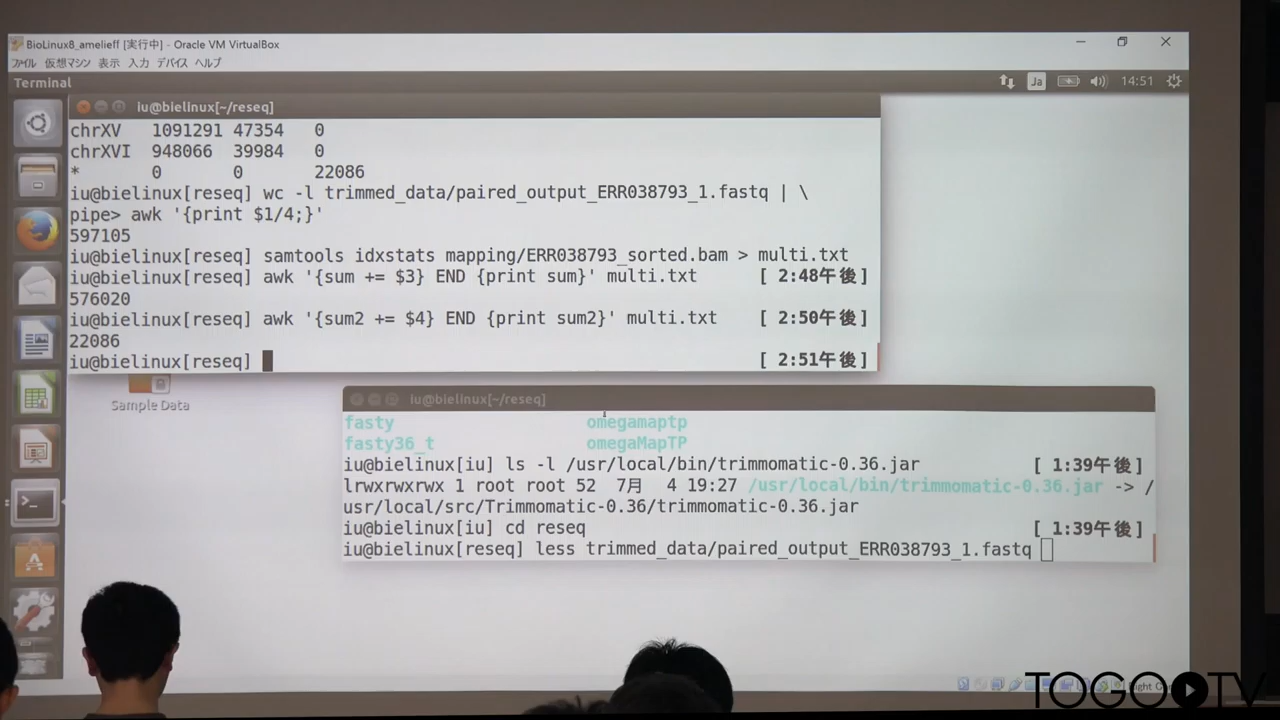 BioLinux8_amelieff [実行中] - Oracle VM VirtualBox
ファイル 仮想マシン 表示 入力 デバイス ヘルプ
Terminal
Ja
14:51
iu@bielinux[~/reseq]
chrXV 1091291 47354 0
chrXVI 948066 39984 0
* 0 0 22086
iu@bielinux[reseq] wc -l trimmed_data/paired_output_ERR038793_1.fastq | \
pipe> awk '{print $1/4;}'
597105
iu@bielinux[reseq] samtools idxstats mapping/ERR038793_sorted.bam > multi.txt
iu@bielinux[reseq] awk '{sum += $3} END {print sum}' multi.txt [ 2:48午後]
576020
iu@bielinux[reseq] awk '{sum2 += $4} END {print sum2}' multi.txt [ 2:50午後]
22086
iu@bielinux[reseq] [ 2:51午後]
Sample Data
iu@bielinux[~/reseq]
fasty omegamaptp
fasty36_t omegaMapTP
iu@bielinux[iu] ls -l /usr/local/bin/trimmomatic-0.36.jar [ 1:39午後]
lrwxrwxrwx 1 root root 52 7月 4 19:27 /usr/local/bin/trimmomatic-0.36.jar -> /
usr/local/src/Trimmomatic-0.36/trimmomatic-0.36.jar
iu@bielinux[iu] cd reseq [ 1:39午後]
iu@bielinux[reseq] less trimmed_data/paired_output_ERR038793_1.fastq
TOGO TV